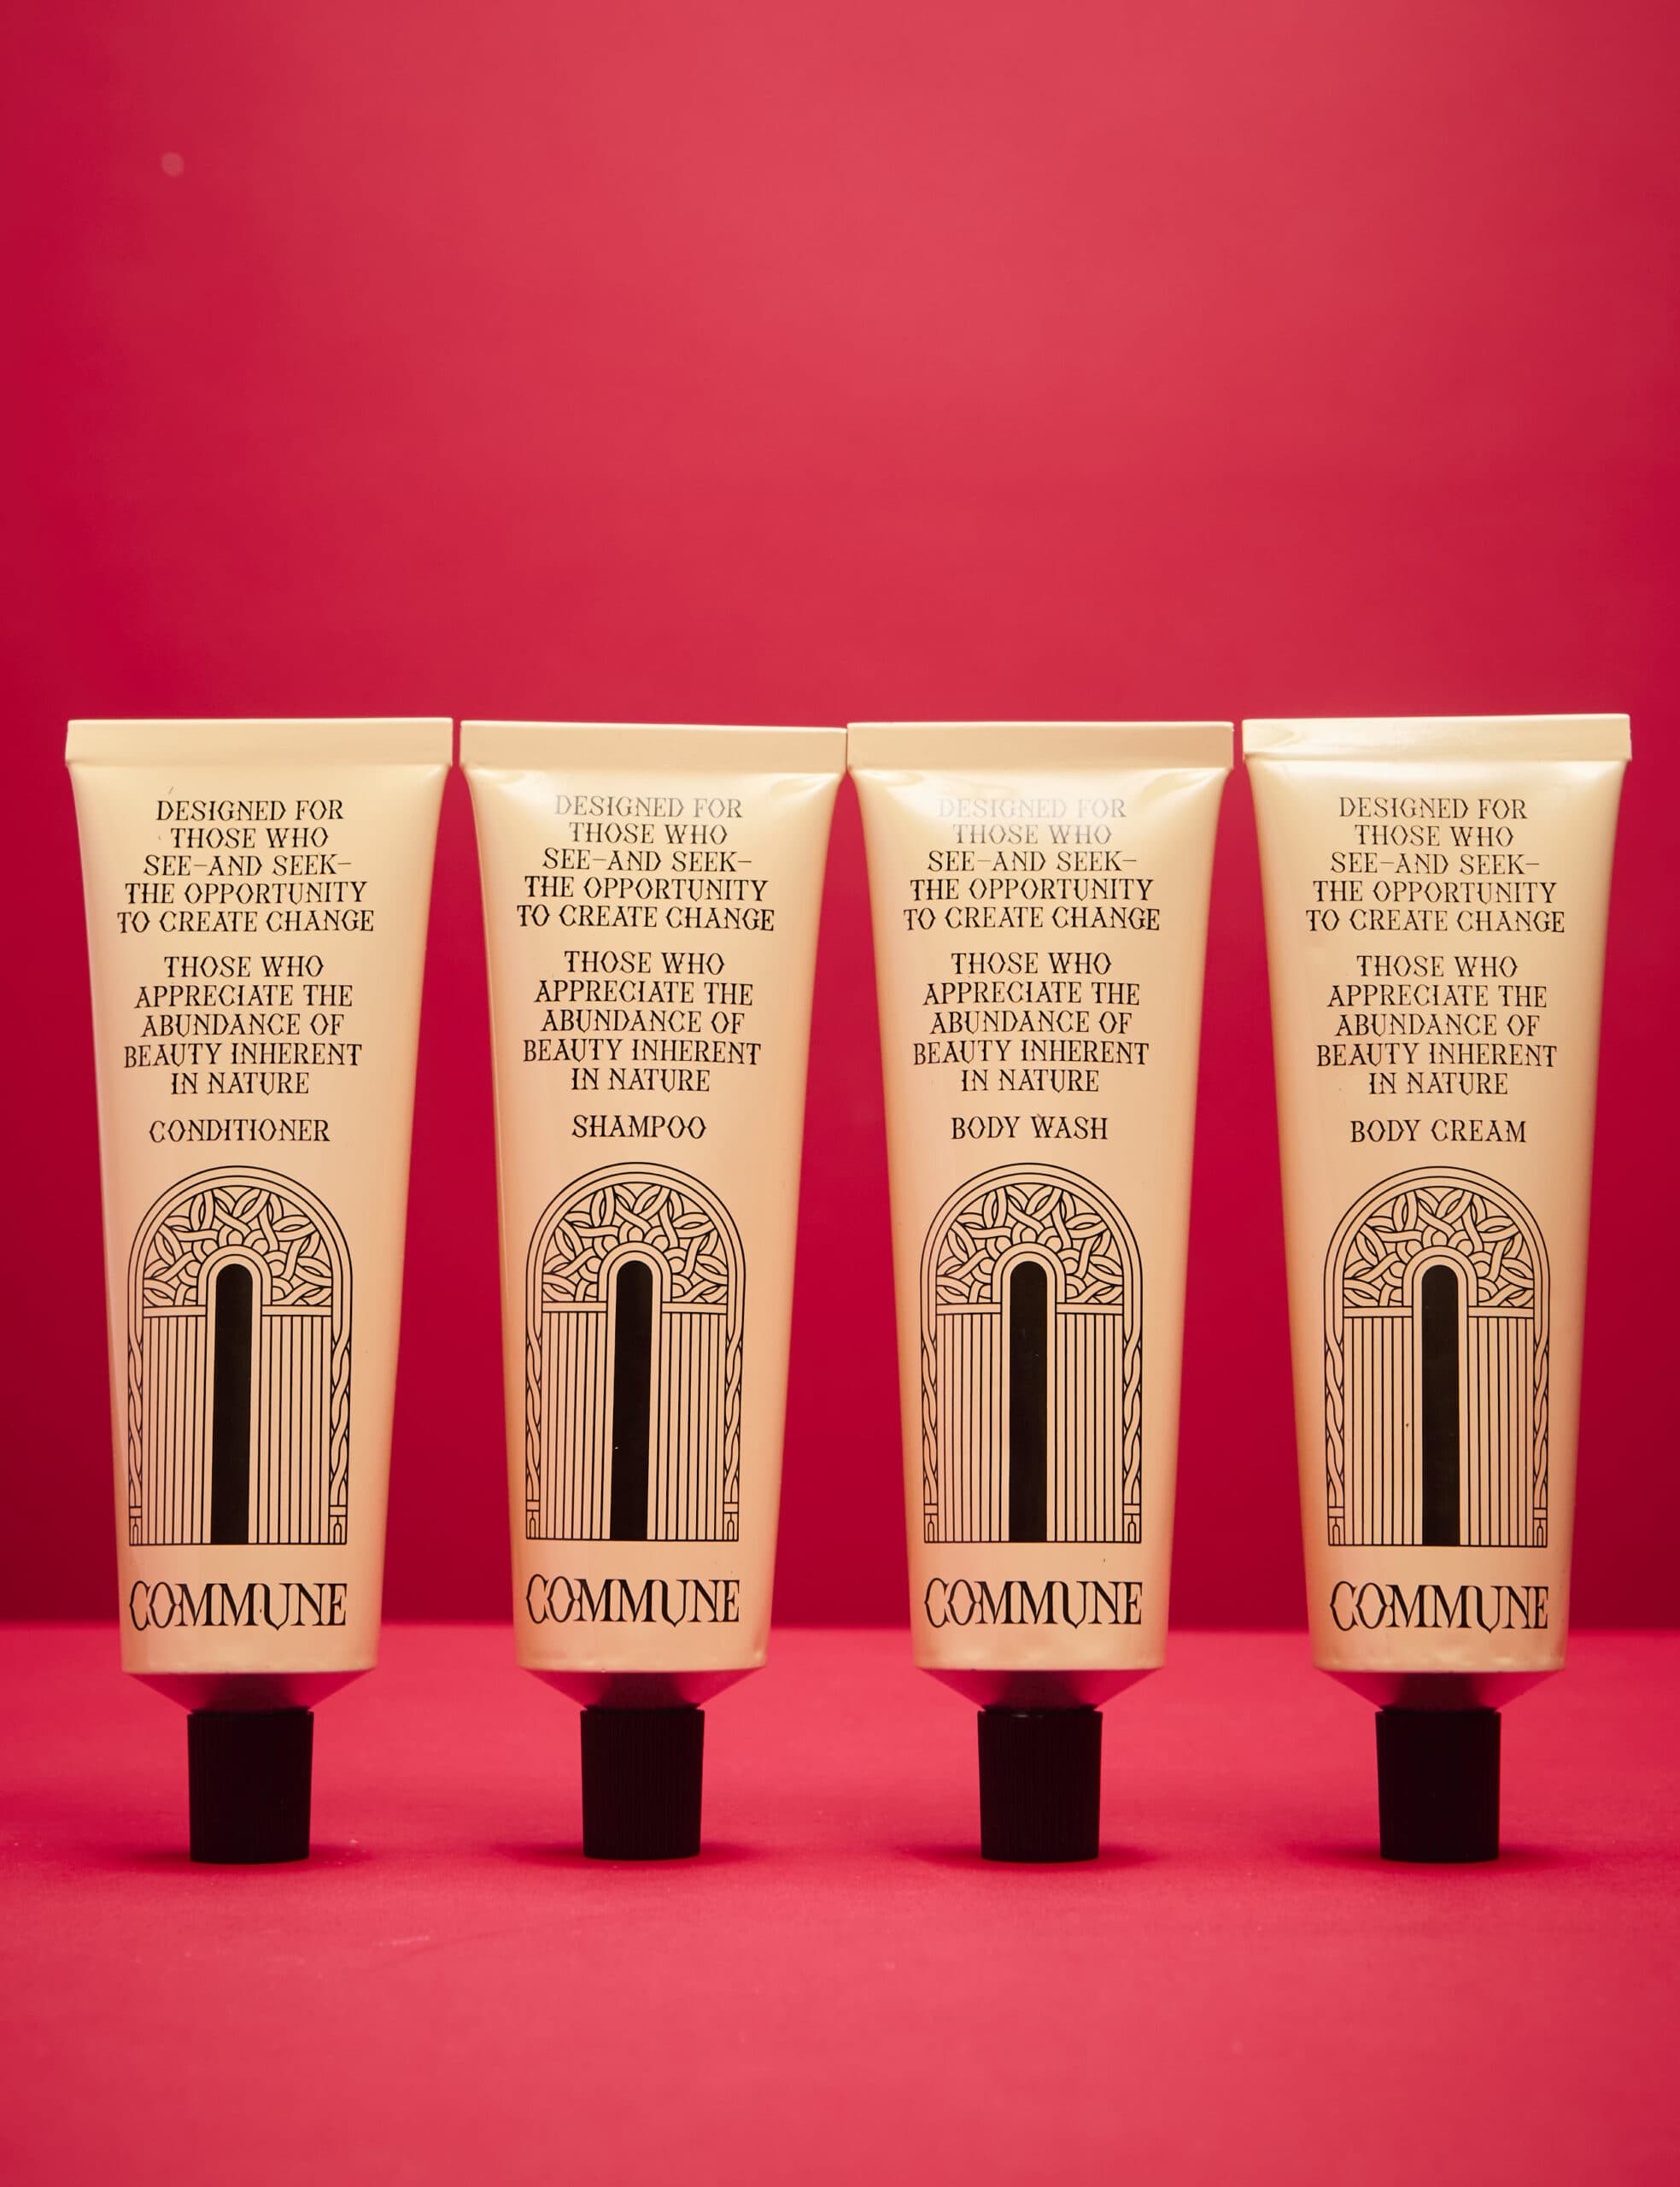 DESIGNED FOR
THOSE WHO
SEE–AND SEEK–
THE OPPORTUNITY
TO CREATE CHANGE
THOSE WHO
APPRECIATE THE
ABUNDANCE OF
BEAUTY INHERENT
IN NATURE
CONDITIONER
COMMUNE
DESIGNED FOR
THOSE WHO
SEE–AND SEEK–
THE OPPORTUNITY
TO CREATE CHANGE
THOSE WHO
APPRECIATE THE
ABUNDANCE OF
BEAUTY INHERENT
IN NATURE
SHAMPOO
COMMUNE
DESIGNED FOR
THOSE WHO
SEE–AND SEEK–
THE OPPORTUNITY
TO CREATE CHANGE
THOSE WHO
APPRECIATE THE
ABUNDANCE OF
BEAUTY INHERENT
IN NATURE
BODY WASH
COMMUNE
DESIGNED FOR
THOSE WHO
SEE–AND SEEK–
THE OPPORTUNITY
TO CREATE CHANGE
THOSE WHO
APPRECIATE THE
ABUNDANCE OF
BEAUTY INHERENT
IN NATURE
BODY CREAM
COMMUNE